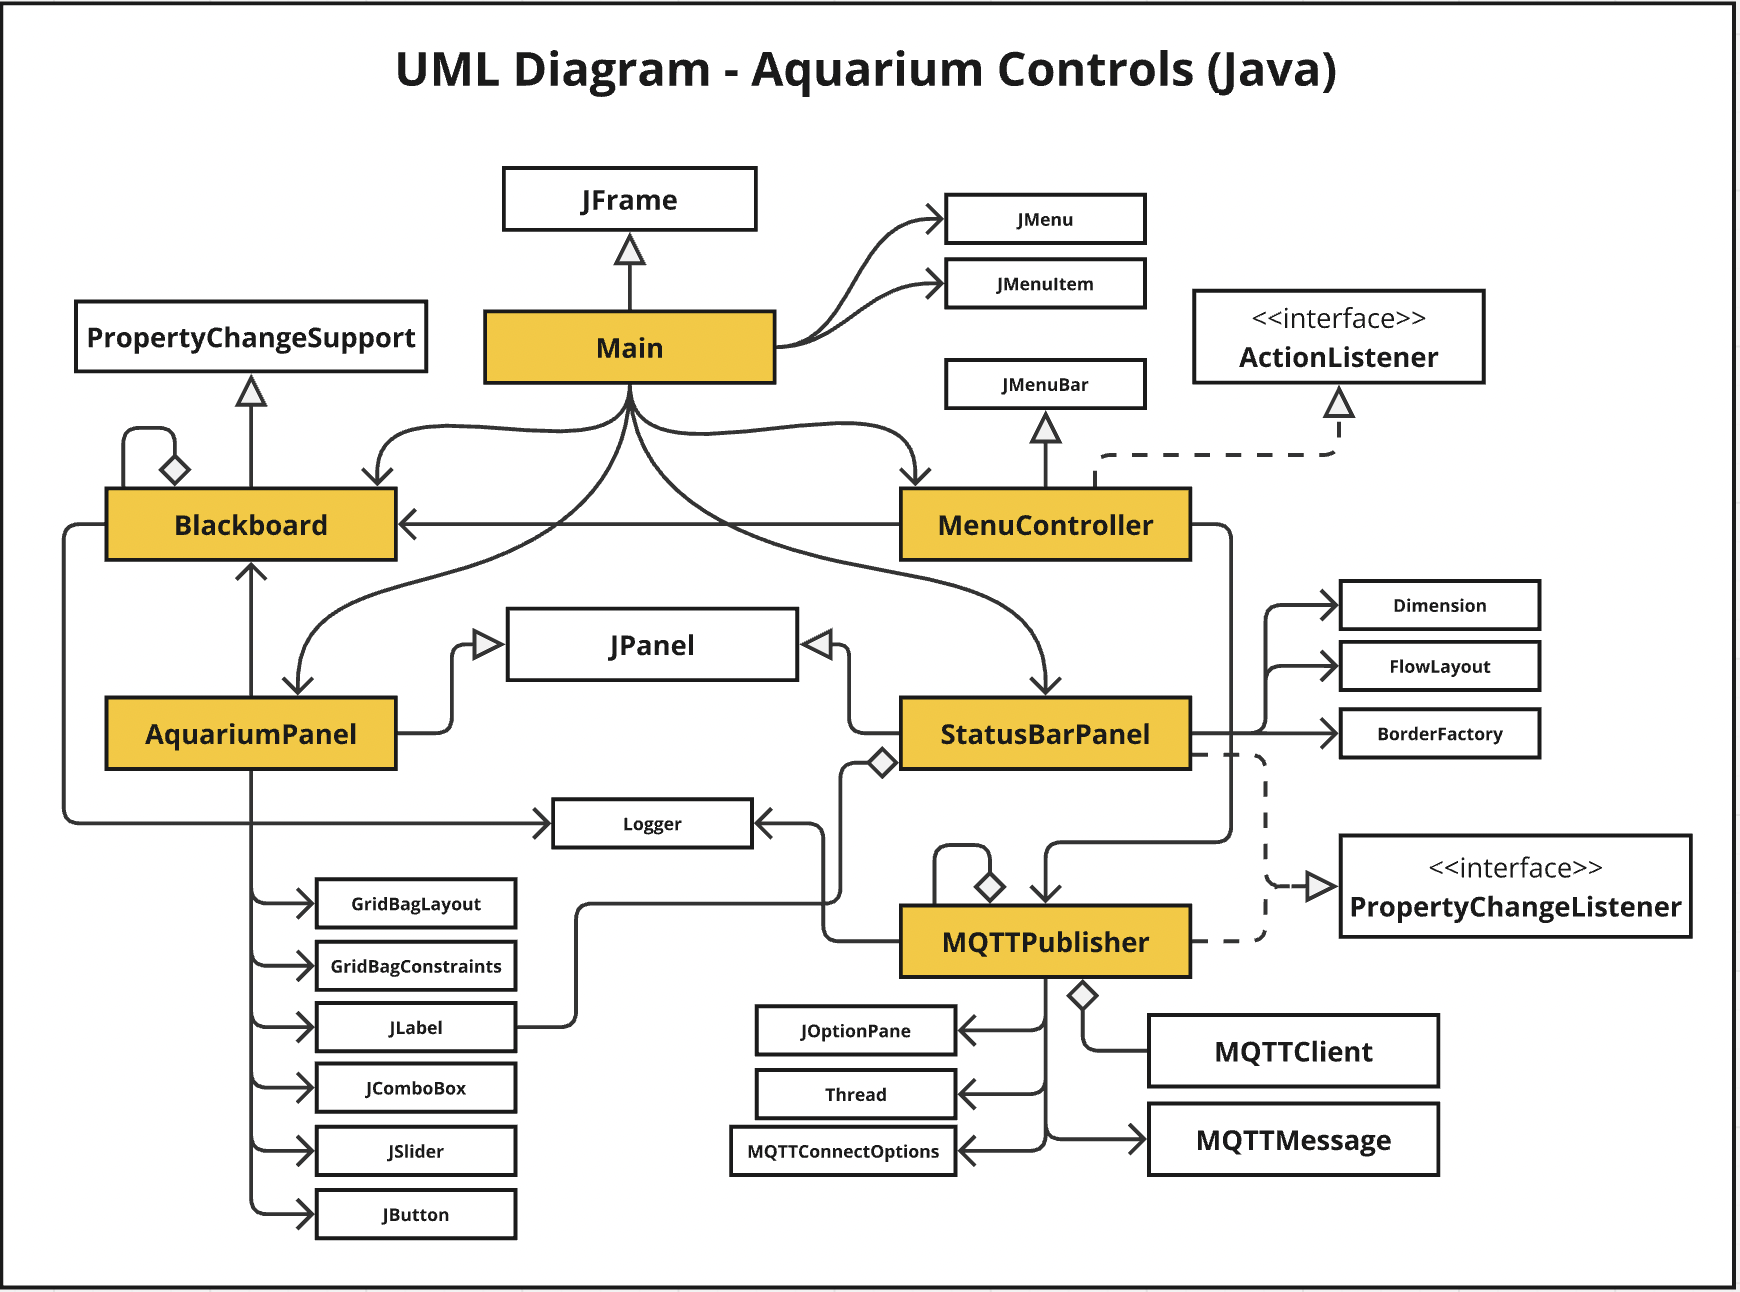 UML Diagram - Aquarium Controls (Java)
JFrame
JMenu
JMenuItem
<<interface>>
ActionListener
PropertyChangeSupport
Main
JMenuBar
Blackboard
MenuController
Dimension
JPanel
FlowLayout
AquariumPanel
StatusBarPanel
BorderFactory
Logger
<<interface>>
PropertyChangeListener
GridBagLayout
MQTTPublisher
GridBagConstraints
JLabel
JOptionPane
MQTTClient
JComboBox
Thread
JSlider
MQTTConnectOptions
MQTTMessage
JButton